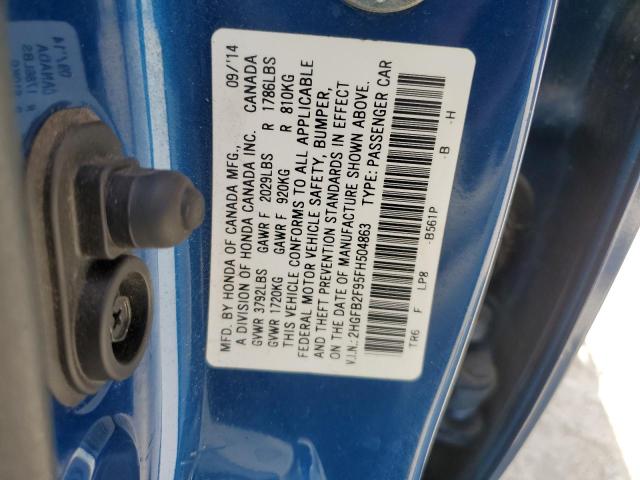 MFD. BY HONDA OF CANADA MFG., 09/'14
A DIVISION OF HONDA CANADA INC. CANADA
GVWR 3792LBS GAWR F 2029LBS R 1786LBS
GVWR 1720KG GAWR F 920KG R 810KG
THIS VEHICLE CONFORMS TO ALL APPLICABLE
FEDERAL MOTOR VEHICLE SAFETY, BUMPER,
AND THEFT PREVENTION STANDARDS IN EFFECT
ON THE DATE OF MANUFACTURE SHOWN ABOVE.
V.I.N.: 2HGFB2F95FH504863 TYPE: PASSENGER CAR
TR6 F LP8 -B561P -B -H